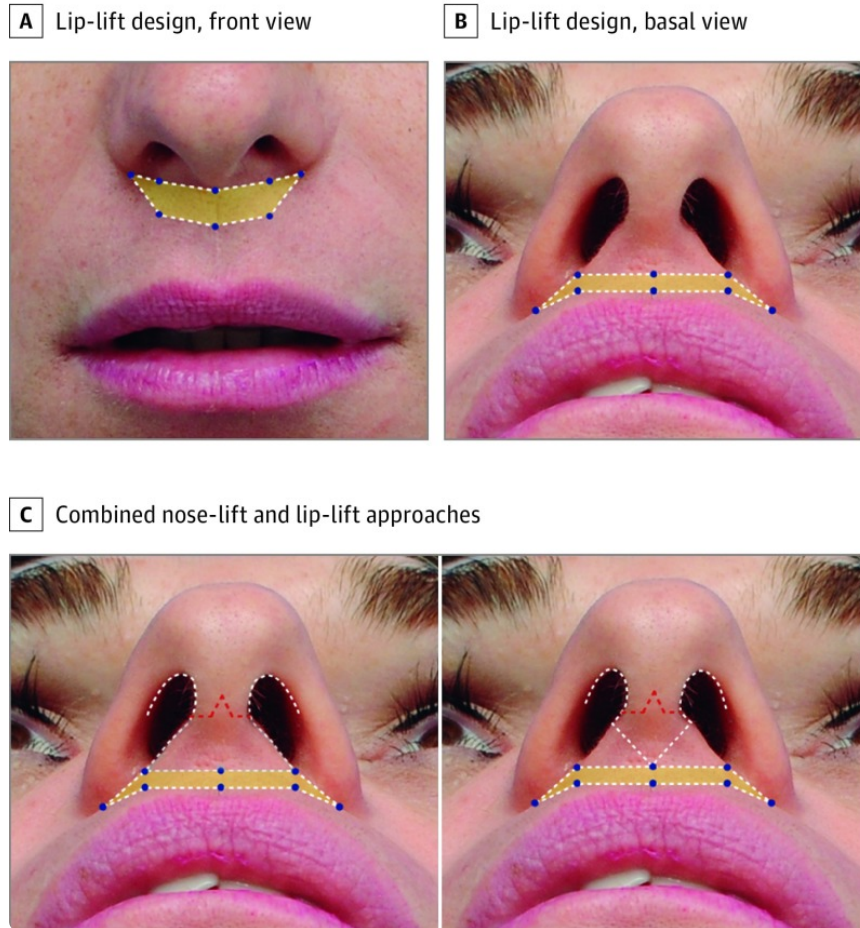 A Lip-lift design, front view
B Lip-lift design, basal view
C Combined nose-lift and lip-lift approaches